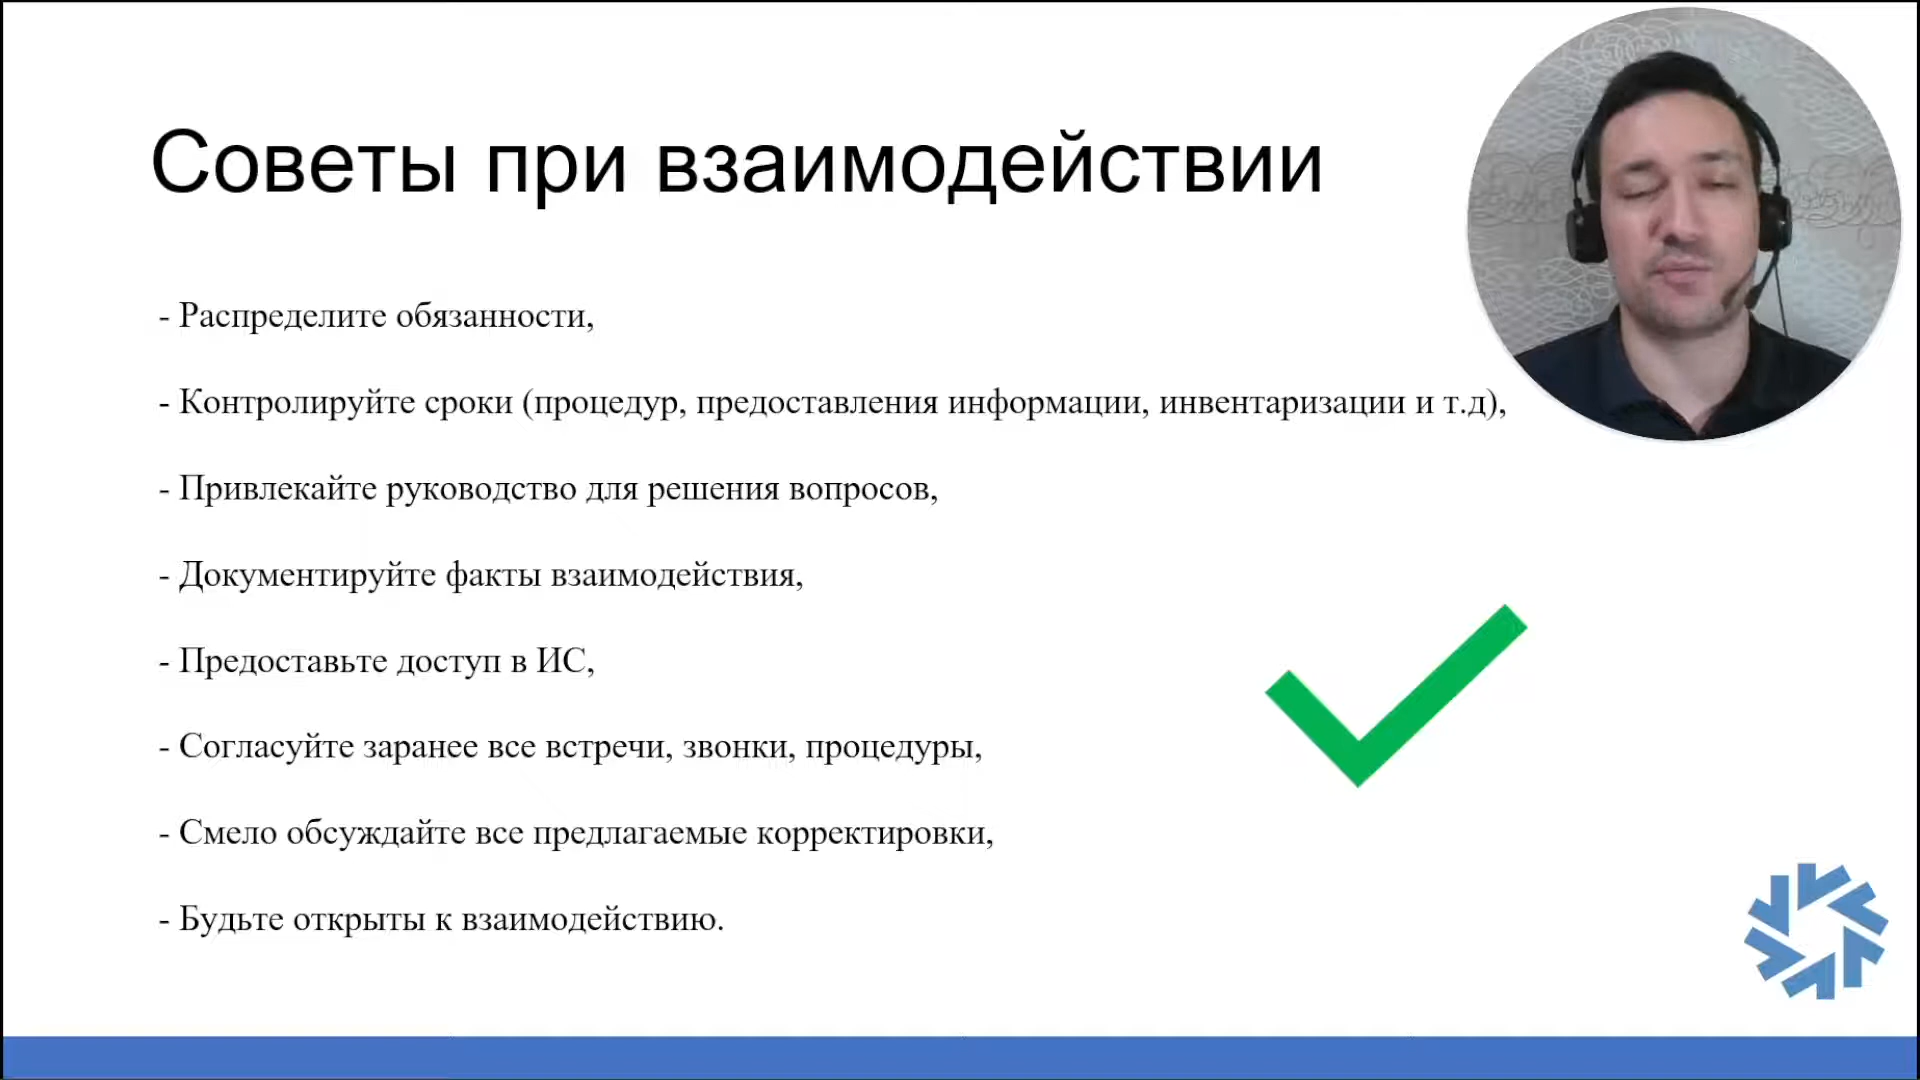 Советы при взаимодействии
- Распределите обязанности,
- Контролируйте сроки (процедур, предоставления информации, инвентаризации и т.д),
- Привлекайте руководство для решения вопросов,
- Документируйте факты взаимодействия,
- Предоставьте доступ в ИС,
- Согласуйте заранее все встречи, звонки, процедуры,
- Смело обсуждайте все предлагаемые корректировки,
- Будьте открыты к взаимодействию.